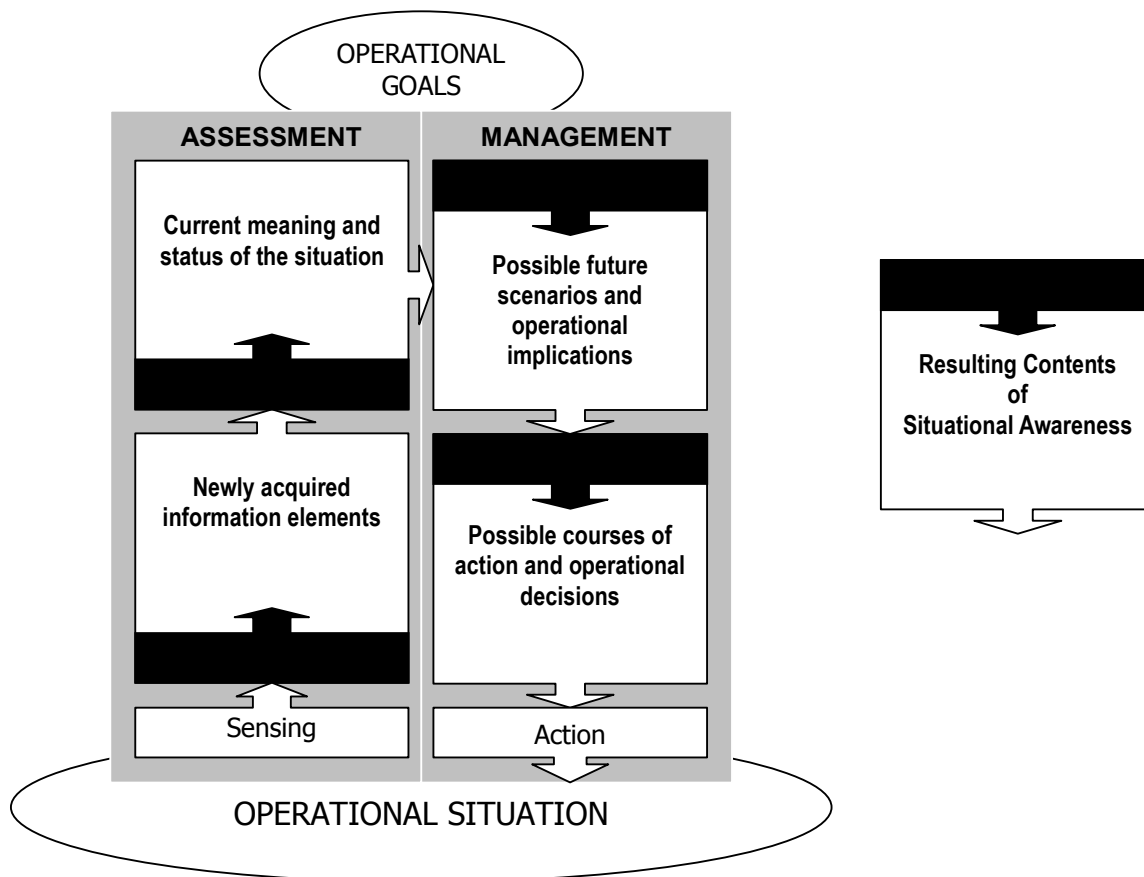 OPERATIONAL
GOALS
ASSESSMENT
Current meaning and
status of the situation
Newly acquired
information elements
Sensing
MANAGEMENT
Possible future
scenarios and
operational
implications
Possible courses of
action and operational
decisions
Action
OPERATIONAL SITUATION
Resulting Contents
of
Situational Awareness